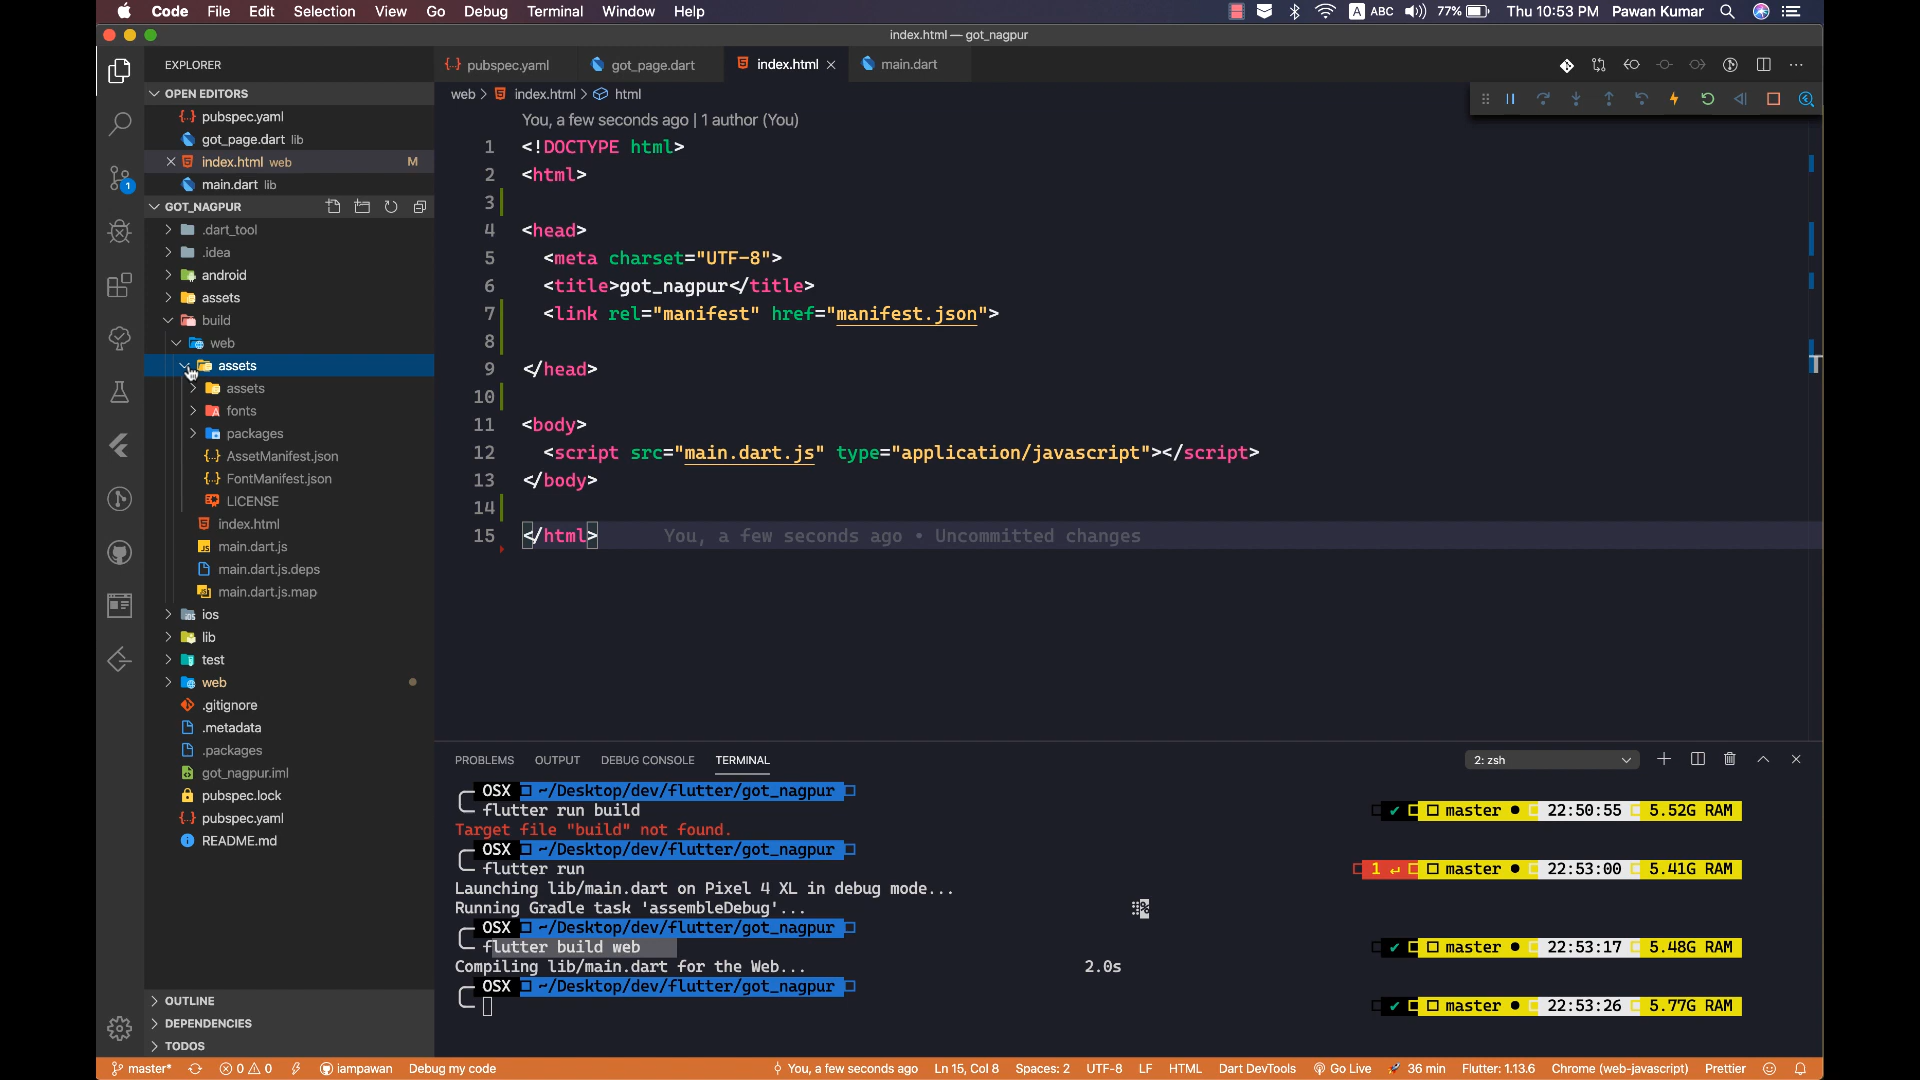 Code File Edit Selection View Go Debug Terminal Window Help
A ABC 77% Thu 10:53 PM Pawan Kumar
index.html — got_nagpur
EXPLORER
OPEN EDITORS
pubspec.yaml
got_page.dart lib
index.html web M
main.dart lib
GOT_NAGPUR
.dart_tool
.idea
android
assets
build
web
assets
assets
fonts
packages
AssetManifest.json
FontManifest.json
LICENSE
index.html
main.dart.js
main.dart.js.deps
main.dart.js.map
ios
lib
test
web
.gitignore
.metadata
.packages
got_nagpur.iml
pubspec.lock
pubspec.yaml
README.md
OUTLINE
DEPENDENCIES
TODOS
1
pubspec.yaml got_page.dart index.html main.dart
web > index.html > html
You, a few seconds ago | 1 author (You)
1 <!DOCTYPE html>
2 <html>
3
4 <head>
5 <meta charset="UTF-8">
6 <title>got_nagpur</title>
7 <link rel="manifest" href="manifest.json">
8
9 </head>
10
11 <body>
12 <script src="main.dart.js" type="application/javascript"></script>
13 </body>
14
15 </html> You, a few seconds ago • Uncommitted changes
PROBLEMS OUTPUT DEBUG CONSOLE TERMINAL 2: zsh
OSX ~/Desktop/dev/flutter/got_nagpur
flutter run build ✔ master ● 22:50:55 5.52G RAM
Target file "build" not found.
OSX ~/Desktop/dev/flutter/got_nagpur
flutter run 1 ↵ master ● 22:53:00 5.41G RAM
Launching lib/main.dart on Pixel 4 XL in debug mode...
Running Gradle task 'assembleDebug'...
OSX ~/Desktop/dev/flutter/got_nagpur
flutter build web ✔ master ● 22:53:17 5.48G RAM
Compiling lib/main.dart for the Web... 2.0s
OSX ~/Desktop/dev/flutter/got_nagpur
✔ master ● 22:53:26 5.77G RAM
master* 0 0 iampawan Debug my code You, a few seconds ago Ln 15, Col 8 Spaces: 2 UTF-8 LF HTML Dart DevTools Go Live 36 min Flutter: 1.13.6 Chrome (web-javascript) Prettier